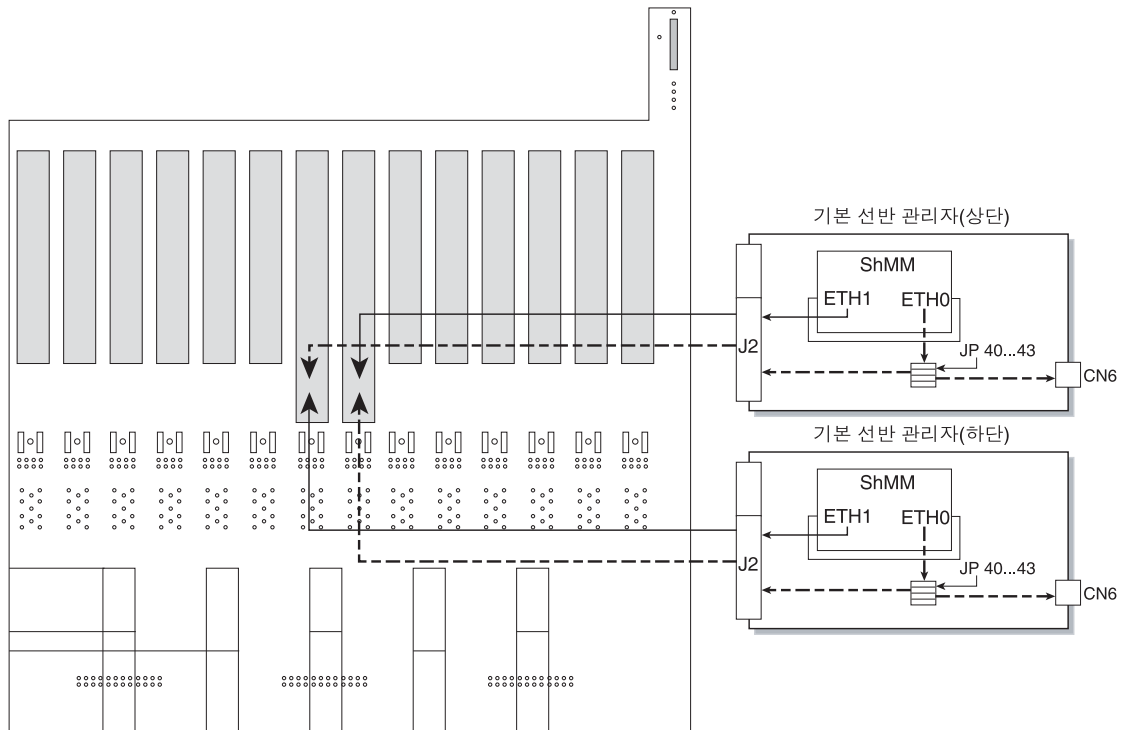 기본 선반 관리자(상단)
ShMM
ETH1
ETH0
J2
JP 40...43
CN6
기본 선반 관리자(하단)
ShMM
ETH1
ETH0
J2
JP 40...43
CN6